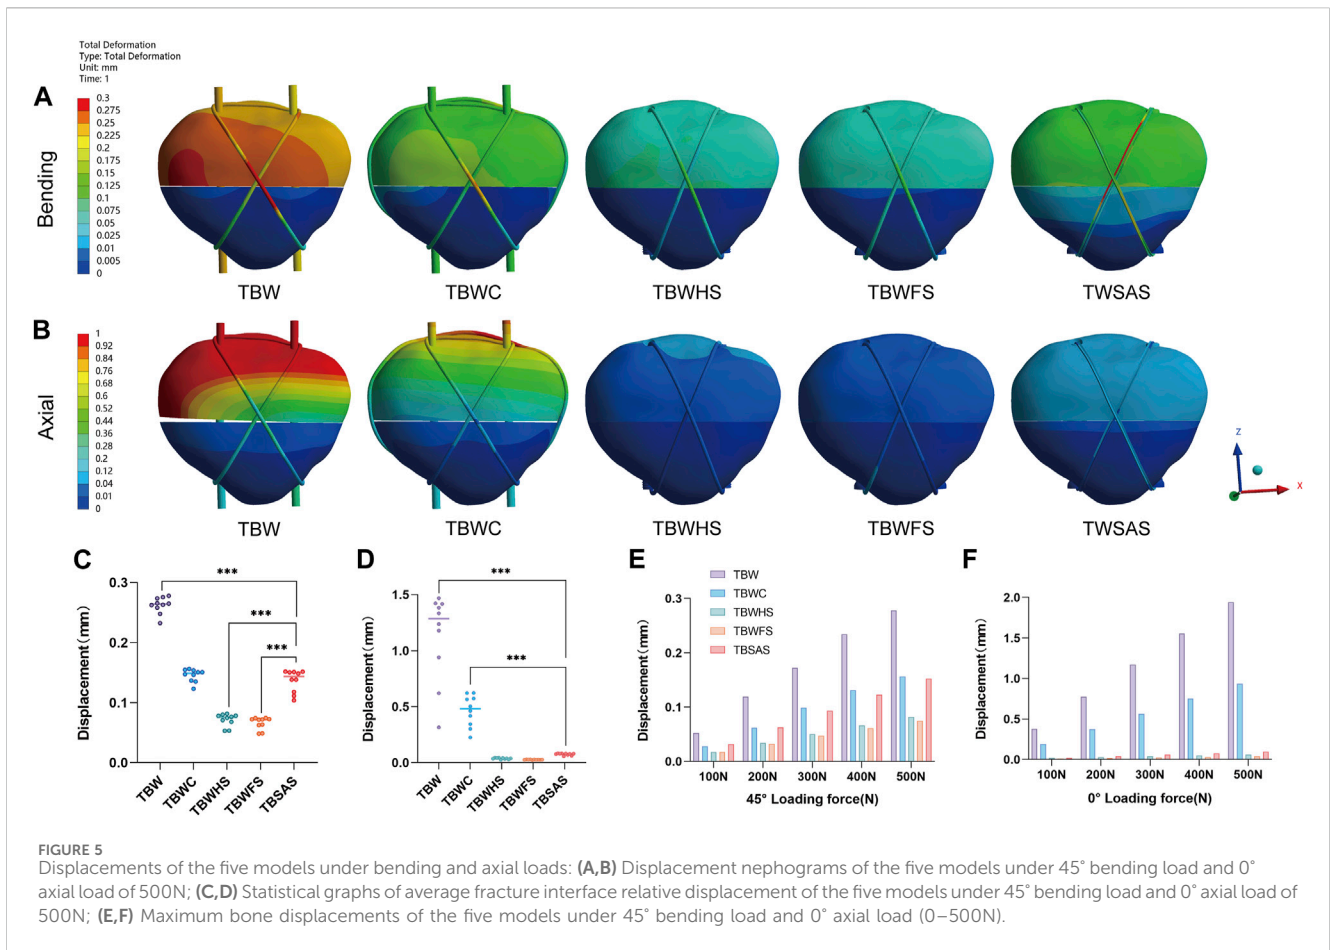 Total Deformation
Type: Total Deformation
Unit: mm
Time: 1
A
0.3
0.275
0.25
0.225
0.2
0.175
0.15
0.125
0.1
0.075
0.05
0.025
0.01
0.005
0
Bending
TBW
TBWC
TBWHS
TBWFS
TWSAS
B
1
0.92
0.84
0.76
0.68
0.6
0.52
0.44
0.36
0.28
0.2
0.12
0.04
0.01
0
Axial
TBW
TBWC
TBWHS
TBWFS
TWSAS
Z
X
C
Displacement(mm)
0.3
0.2
0.1
0.0
***
***
***
TBW
TBWC
TBWHS
TBWFS
TBSAS
D
Displacement(mm)
1.5
1.0
0.5
0.0
***
***
TBW
TBWC
TBWHS
TBWFS
TBSAS
E
TBW
TBWC
TBWHS
TBWFS
TBSAS
Displacement(mm)
0.3
0.2
0.1
0.0
100N 200N 300N 400N 500N
45° Loading force(N)
F
Displacement(mm)
2.0
1.5
1.0
0.5
0.0
100N 200N 300N 400N 500N
0° Loading force(N)
FIGURE 5
Displacements of the five models under bending and axial loads: (A,B) Displacement nephograms of the five models under 45° bending load and 0°
axial load of 500N; (C,D) Statistical graphs of average fracture interface relative displacement of the five models under 45° bending load and 0° axial load of
500N; (E,F) Maximum bone displacements of the five models under 45° bending load and 0° axial load (0–500N).